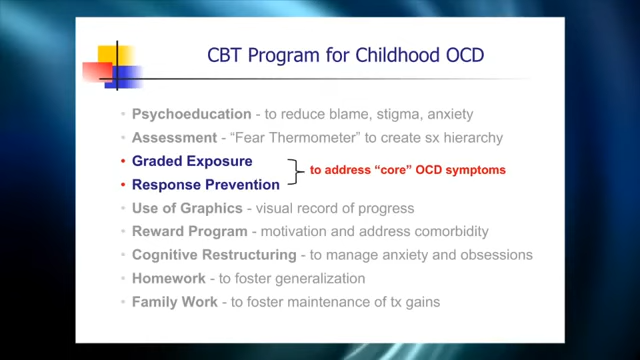 CBT Program for Childhood OCD
• Psychoeducation - to reduce blame, stigma, anxiety
• Assessment - “Fear Thermometer” to create sx hierarchy
• Graded Exposure
to address “core” OCD symptoms
• Response Prevention
• Use of Graphics - visual record of progress
• Reward Program - motivation and address comorbidity
• Cognitive Restructuring - to manage anxiety and obsessions
• Homework - to foster generalization
• Family Work - to foster maintenance of tx gains